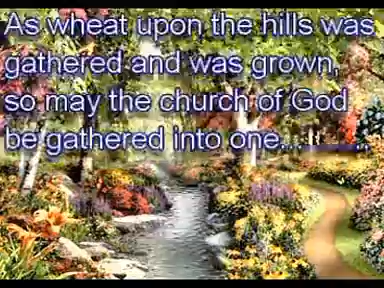 As wheat upon the hills was
gathered and was grown,
so may the church of God
be gathered into one...